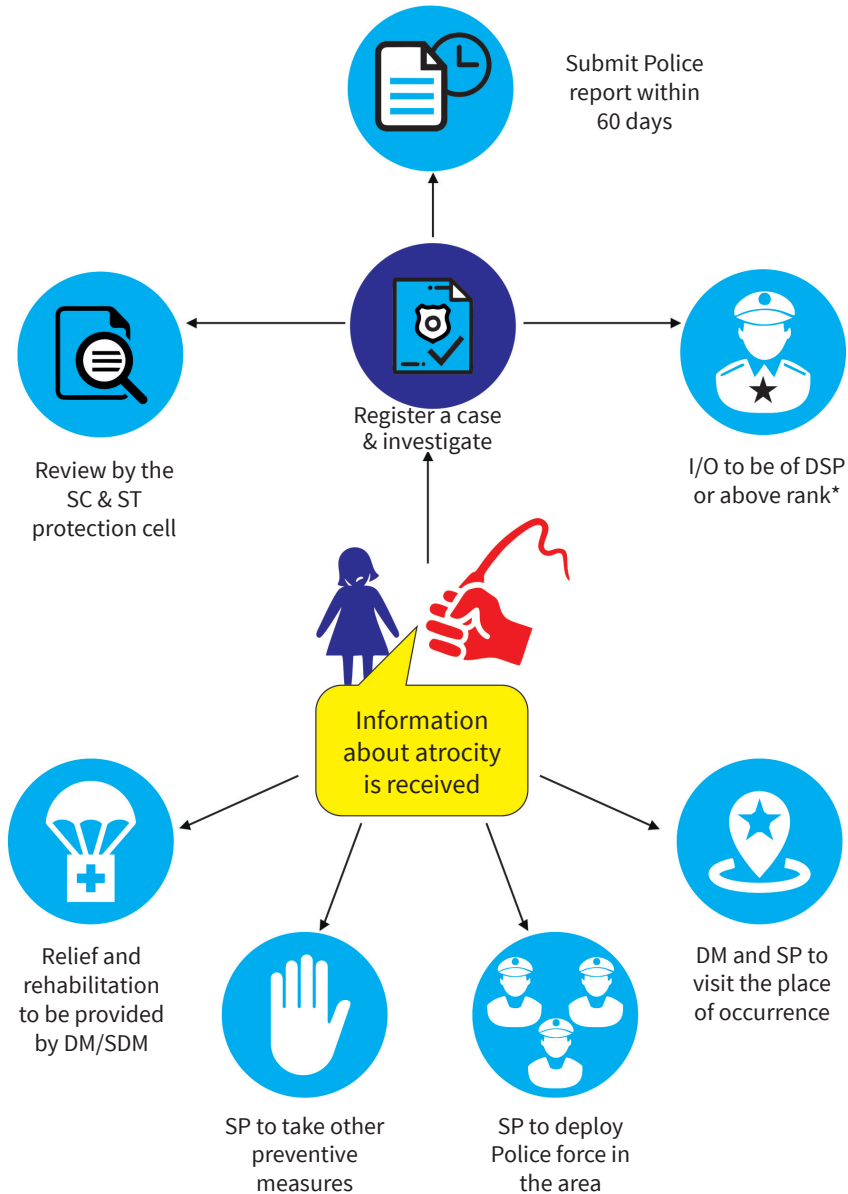 Submit Police
report within
60 days
Register a case
& investigate
Review by the
SC & ST
protection cell
I/O to be of DSP
or above rank*
Information
about atrocity
is received
Relief and
rehabilitation
to be provided
by DM/SDM
DM and SP to
visit the place
of occurrence
SP to take other
preventive
measures
SP to deploy
Police force in
the area